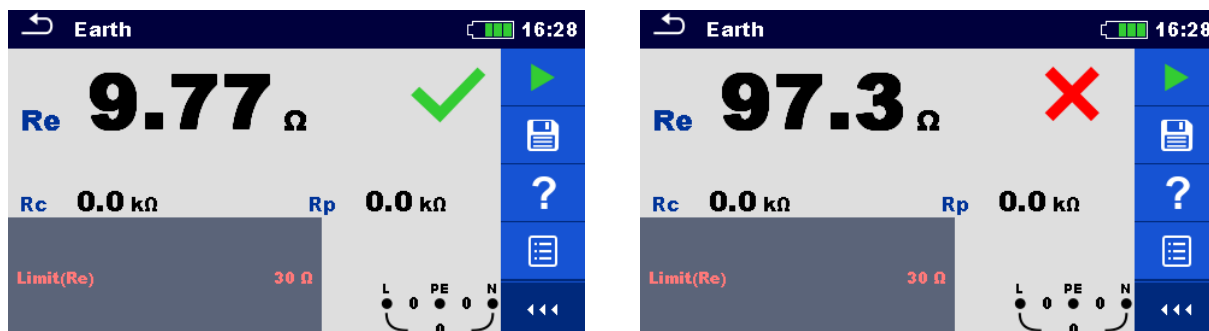 Earth 16:28
Re 9.77 Ω
Rc 0.0 kΩ Rp 0.0 kΩ
?
Limit(Re) 30 Ω
L PE N
0 0
0
Earth 16:28
Re 97.3 Ω
Rc 0.0 kΩ Rp 0.0 kΩ
?
Limit(Re) 30 Ω
L PE N
0 0
0